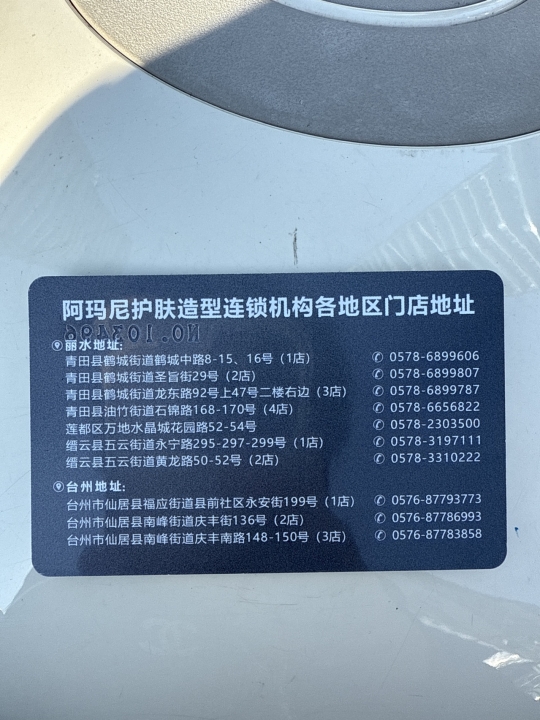 阿玛尼护肤造型连锁机构各地区门店地址
NO.103496
丽水地址:
青田县鹤城街道鹤城中路8-15、16号（1店） 0578-6899606
青田县鹤城街道圣旨街29号（2店） 0578-6899807
青田县鹤城街道龙东路92号上47号二楼右边（3店） 0578-6899787
青田县油竹街道石锦路168-170号（4店） 0578-6656822
莲都区万地水晶城花园路52-54号 0578-2303500
缙云县五云街道永宁路295-297-299号（1店） 0578-3197111
缙云县五云街道黄龙路50-52号（2店） 0578-3310222
台州地址:
台州市仙居县福应街道县前社区永安街199号（1店） 0576-87793773
台州市仙居县南峰街道庆丰街136号（2店） 0576-87786993
台州市仙居县南峰街道庆丰南路148-150号（3店） 0576-87783858